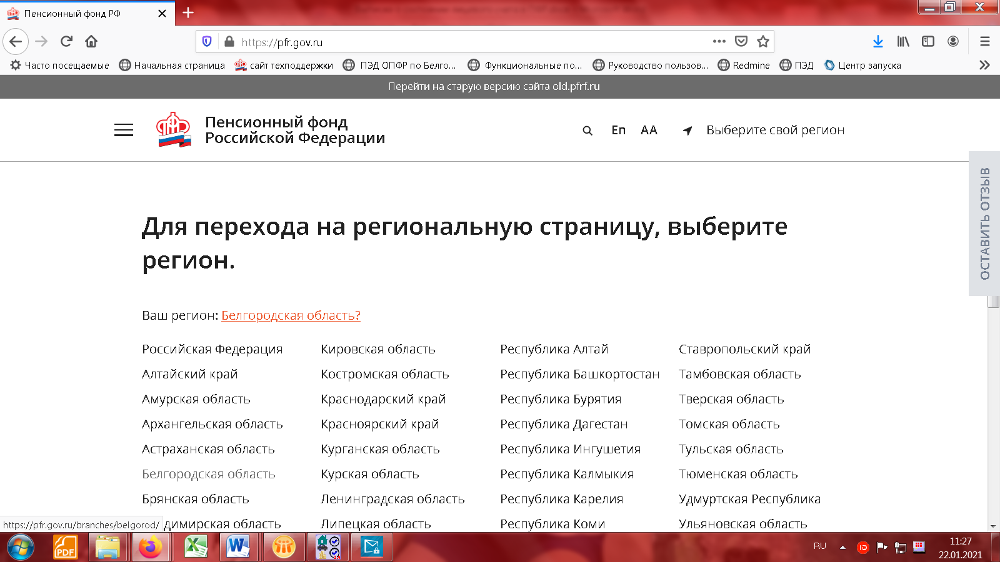 Пенсионный фонд РФ
https://pfr.gov.ru
Часто посещаемые
Начальная страница
сайт техподдержки
ПЭД ОПФР по Белго...
Функциональные по...
Руководство пользов...
Redmine
ПЭД
Центр запуска
Перейти на старую версию сайта old.pfrf.ru
Пенсионный фонд
Российской Федерации
En
АА
Выберите свой регион
ОСТАВИТЬ ОТЗЫВ
Для перехода на региональную страницу, выберите
регион.
Ваш регион: Белгородская область?
Российская Федерация
Алтайский край
Амурская область
Архангельская область
Астраханская область
Белгородская область
Брянская область
димирская область
Кировская область
Костромская область
Краснодарский край
Красноярский край
Курганская область
Курская область
Ленинградская область
Липецкая область
Республика Алтай
Республика Башкортостан
Республика Бурятия
Республика Дагестан
Республика Ингушетия
Республика Калмыкия
Республика Карелия
Республика Коми
Ставропольский край
Тамбовская область
Тверская область
Томская область
Тульская область
Тюменская область
Удмуртская Республика
Ульяновская область
https://pfr.gov.ru/branches/belgorod/
PDF
RU
ID
11:27
22.01.2021